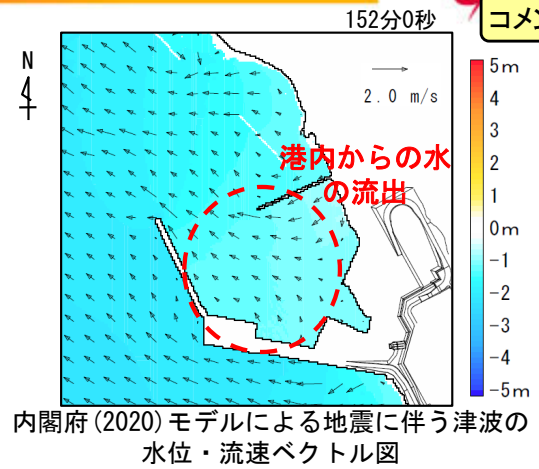 152分0秒
コメン
N
2.0 m/s
港内からの水
の流出
5m
4
3
2
1
0m
-1
-2
-3
-4
-5m
内閣府(2020)モデルによる地震に伴う津波の
水位・流速ベクトル図